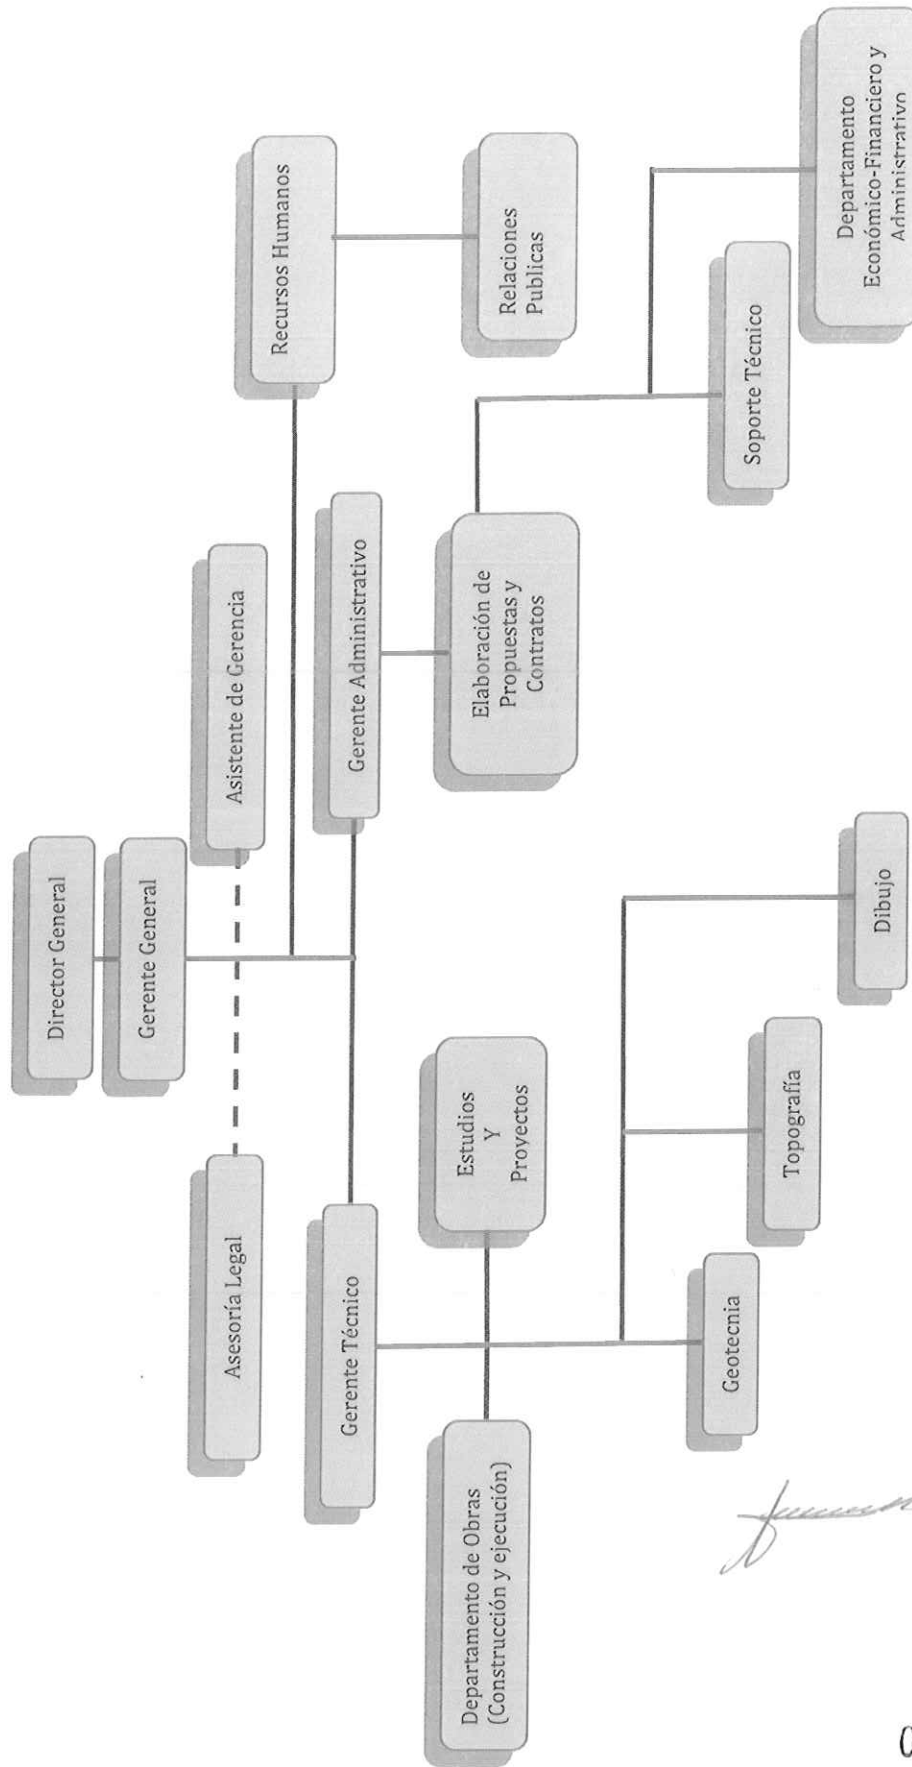 Director General
Gerente General
Asesoría Legal
Asistente de Gerencia
Recursos Humanos
Gerente Técnico
Gerente Administrativo
Relaciones
Publicas
Departamento de Obras
(Construcción y ejecución)
Estudios
Y
Proyectos
Elaboración de
Propuestas y
Contratos
Geotecnia
Topografía
Dibujo
Soporte Técnico
Departamento
Económico-Financiero y
Administrativo